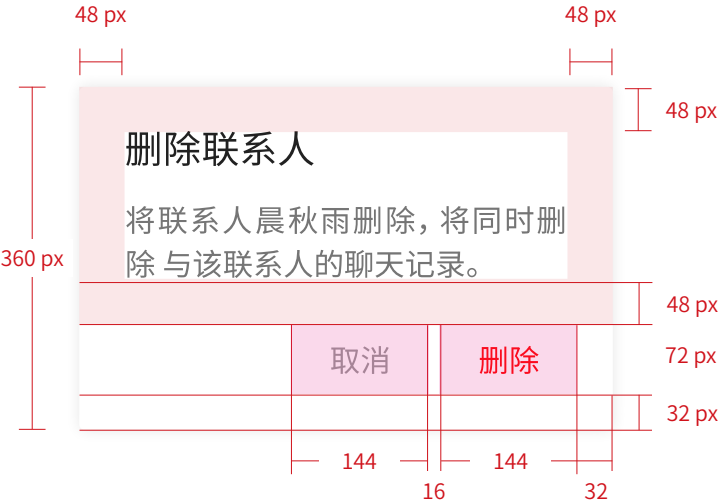 48 px
48 px
48 px
删除联系人
将联系人晨秋雨删除，将同时删
除 与该联系人的聊天记录。
360 px
48 px
取消
删除
72 px
32 px
144
144
16
32